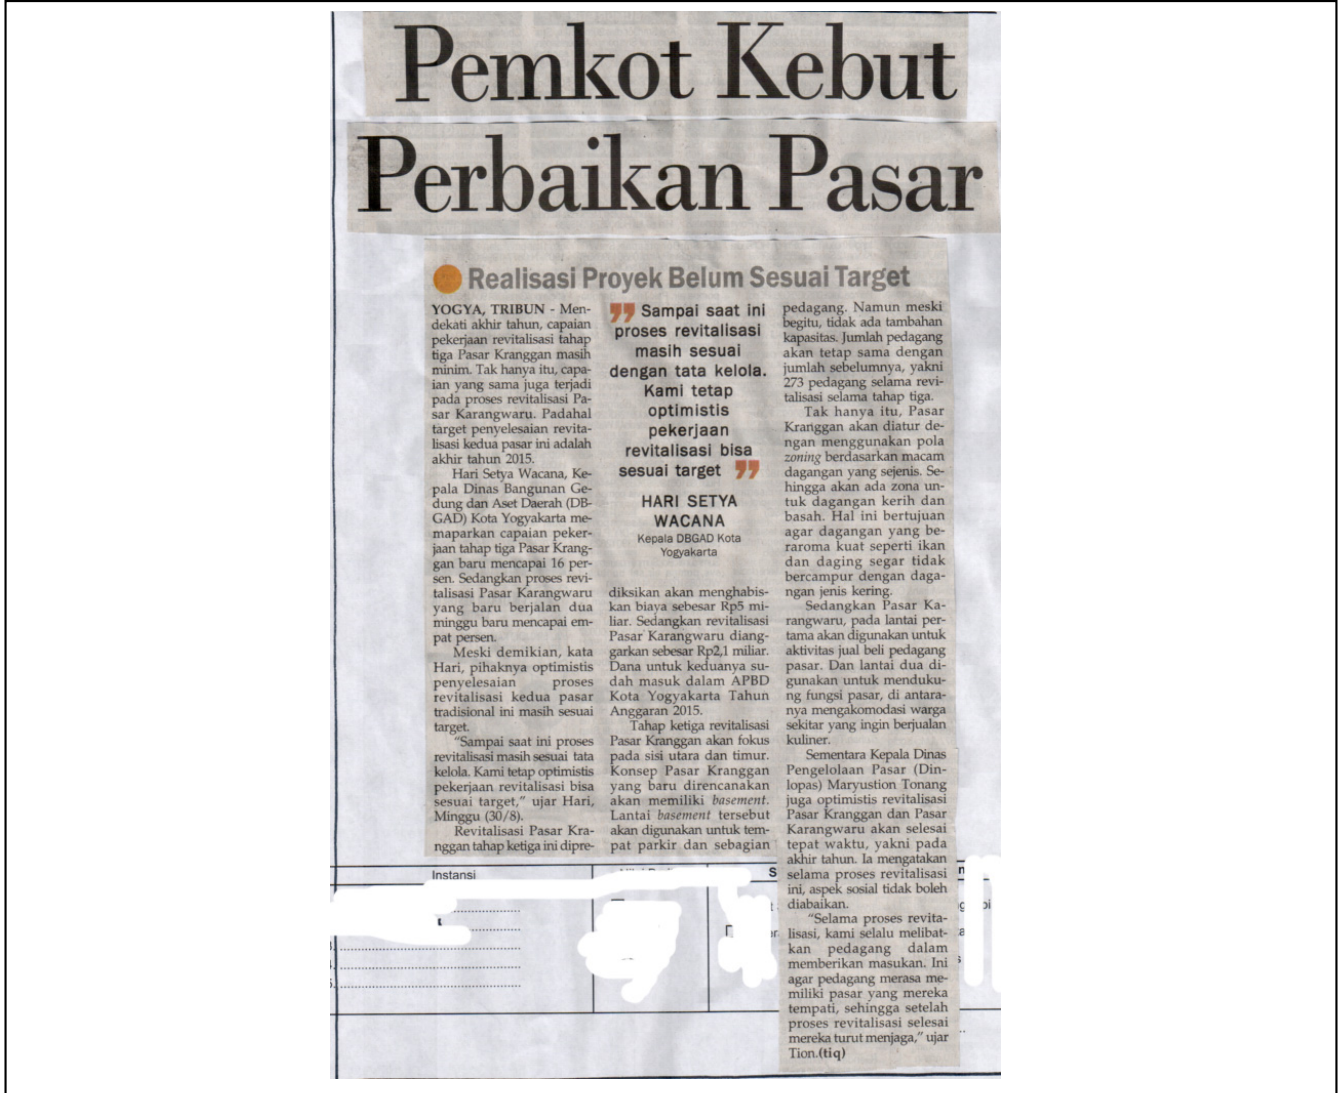 Pemkot Kebut
Perbaikan Pasar
Realisasi Proyek Belum Sesuai Target
YOGYA, TRIBUN - Men-
dekati akhir tahun, capaian
pekerjaan revitalisasi tahap
tiga Pasar Kranggan masih
minim. Tak hanya itu, capa-
ian yang sama juga terjadi
pada proses revitalisasi Pa-
sar Karangwaru. Padahal
target penyelesaian revita-
lisasi kedua pasar ini adalah
akhir tahun 2015.
Hari Setya Wacana, Ke-
pala Dinas Bangunan Ge-
dung dan Aset Daerah (DB-
GAD) Kota Yogyakarta me-
maparkan capaian peker-
jaan tahap tiga Pasar Krang-
gan baru mencapai 16 per-
sen. Sedangkan proses revi-
talisasi Pasar Karangwaru
yang baru berjalan dua
minggu baru mencapai em-
pat persen.
Meski demikian, kata
Hari, pihaknya optimistis
penyelesaian proses
revitalisasi kedua pasar
tradisional ini masih sesuai
target.
“Sampai saat ini proses
revitalisasi masih sesuai tata
kelola. Kami tetap optimistis
pekerjaan revitalisasi bisa
sesuai target,” ujar Hari,
Minggu (30/8).
Revitalisasi Pasar Kra-
nggan tahap ketiga ini dipre-
" Sampai saat ini
proses revitalisasi
masih sesuai
dengan tata kelola.
Kami tetap
optimistis
pekerjaan
revitalisasi bisa
sesuai target "
HARI SETYA
WACANA
Kepala DBGAD Kota
Yogyakarta
diksikan akan menghabis-
kan biaya sebesar Rp5 mi-
liar. Sedangkan revitalisasi
Pasar Karangwaru diang-
garkan sebesar Rp2,1 miliar.
Dana untuk keduanya su-
dah masuk dalam APBD
Kota Yogyakarta Tahun
Anggaran 2015.
Tahap ketiga revitalisasi
Pasar Kranggan akan fokus
pada sisi utara dan timur.
Konsep Pasar Kranggan
yang baru direncanakan
akan memiliki basement.
Lantai basement tersebut
akan digunakan untuk tem-
pat parkir dan sebagian
pedagang. Namun meski
begitu, tidak ada tambahan
kapasitas. Jumlah pedagang
akan tetap sama dengan
jumlah sebelumnya, yakni
273 pedagang selama revi-
talisasi selama tahap tiga.
Tak hanya itu, Pasar
Kranggan akan diatur de-
ngan menggunakan pola
zoning berdasarkan macam
dagangan yang sejenis. Se-
hingga akan ada zona un-
tuk dagangan kerih dan
basah. Hal ini bertujuan
agar dagangan yang be-
raroma kuat seperti ikan
dan daging segar tidak
bercampur dengan daga-
ngan jenis kering.
Sedangkan Pasar Ka-
rangwaru, pada lantai per-
tama akan digunakan untuk
aktivitas jual beli pedagang
pasar. Dan lantai dua di-
gunakan untuk menduku-
ng fungsi pasar, di antara-
nya mengakomodasi warga
sekitar yang ingin berjualan
kuliner.
Sementara Kepala Dinas
Pengelolaan Pasar (Din-
lopas) Maryustion Tonang
juga optimistis revitalisasi
Pasar Kranggan dan Pasar
Karangwaru akan selesai
tepat waktu, yakni pada
akhir tahun. Ia mengatakan
selama proses revitalisasi
ini, aspek sosial tidak boleh
diabaikan.
“Selama proses revita-
lisasi, kami selalu melibat-
kan pedagang dalam
memberikan masukan. Ini
agar pedagang merasa me-
miliki pasar yang mereka
tempati, sehingga setelah
proses revitalisasi selesai
mereka turut menjaga,” ujar
Tion.(tiq)
Instansi